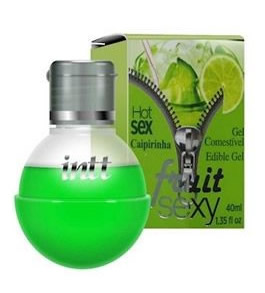 intt
Hot
Sex
Caipirinha
Gel
Comestível
Edible Gel
fruit
sexy
40ml
1,35 fl oz